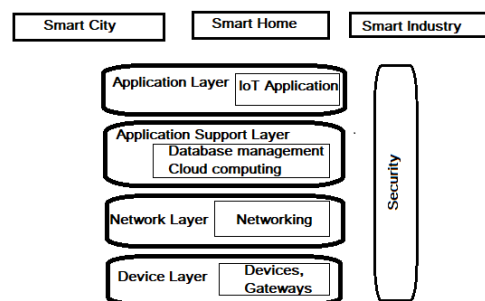 Smart City
Smart Home
Smart Industry
Application Layer
IoT Application
Application Support Layer
Database management
Cloud computing
Network Layer
Networking
Device Layer
Devices,
Gateways
Security